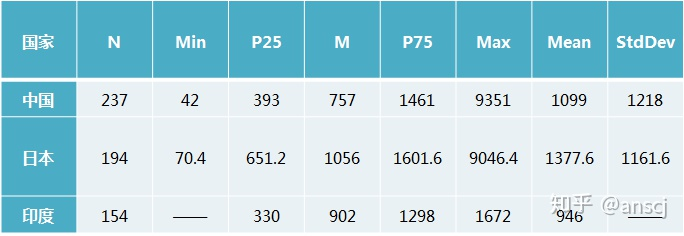 国家 N Min P25 M P75 Max Mean StdDev
中国 237 42 393 757 1461 9351 1099 1218
日本 194 70.4 651.2 1056 1601.6 9046.4 1377.6 1161.6
印度 154 —— 330 902 1298 1672 946 ——
知乎 @anscj